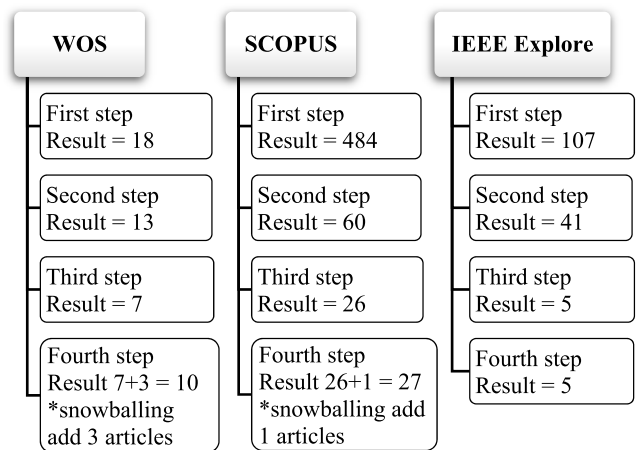 WOS
First step
Result = 18
Second step
Result = 13
Third step
Result = 7
Fourth step
Result 7+3 = 10
*snowballing
add 3 articles
SCOPUS
First step
Result = 484
Second step
Result = 60
Third step
Result = 26
Fourth step
Result 26+1 = 27
*snowballing add
1 articles
IEEE Explore
First step
Result = 107
Second step
Result = 41
Third step
Result = 5
Fourth step
Result = 5